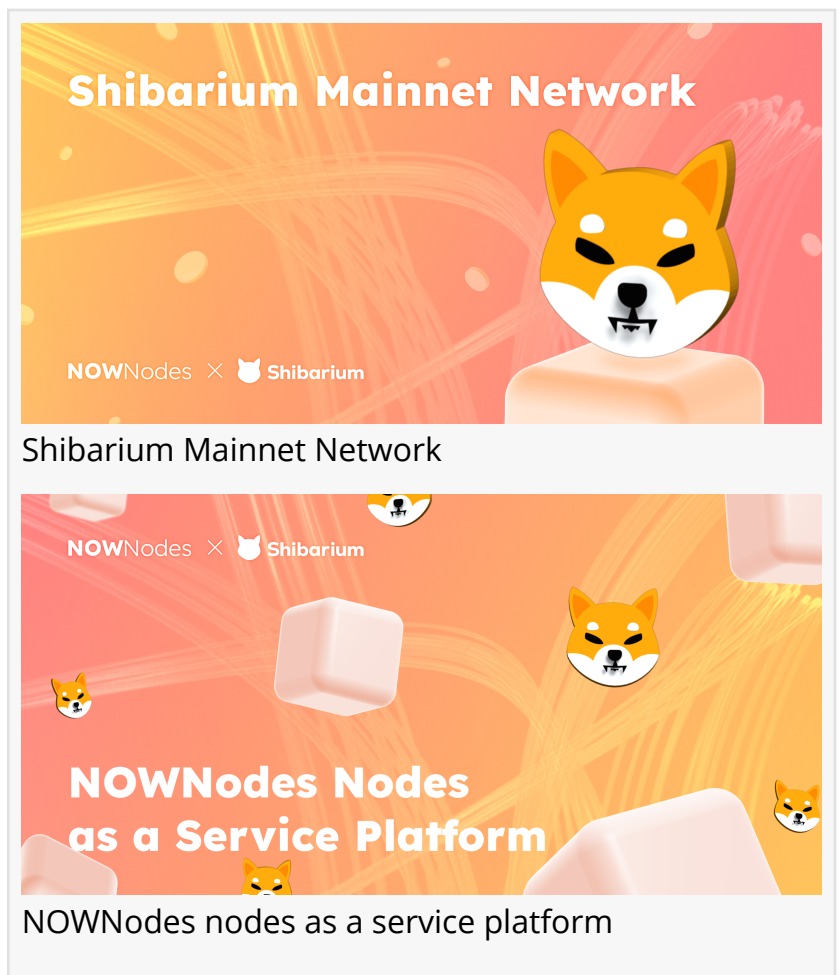 Shibarium Mainnet Network
NOWNodes × Shibarium
Shibarium Mainnet Network
NOWNodes × Shibarium
NOWNodes Nodes
as a Service Platform
NOWNodes nodes as a service platform